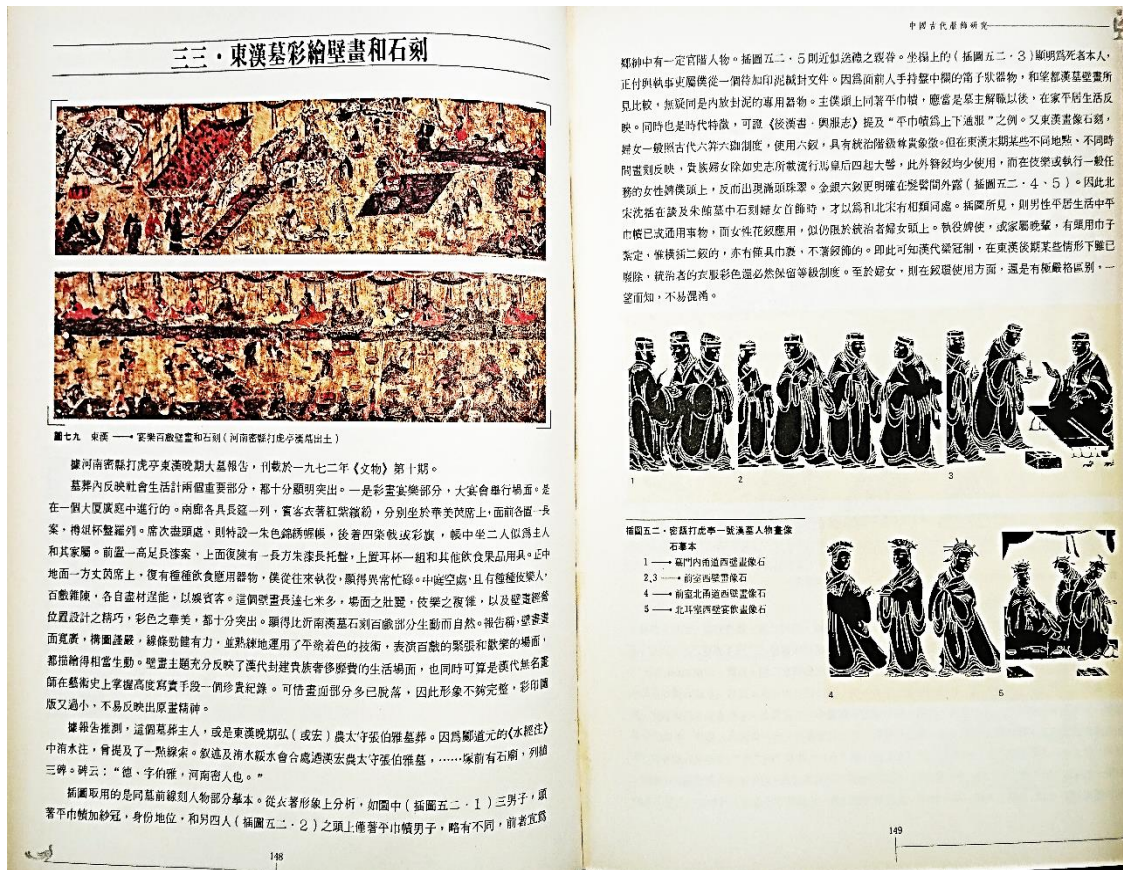 三三·東漢墓彩繪壁畫和石刻
圖七九 東漢——宴樂百戲壁畫和石刻(河南密縣打虎亭漢墓出土)
據河南密縣打虎亭東漢晚期大墓報告,刊載於一九七二年《文物》第十期。
墓葬內反映社會生活計兩個重要部分,都十分顯明突出。一是彩畫宴樂部分,大宴會舉行場面。是
在一個大廈廣庭中進行的。兩廊各具長筵一列,賓客衣著紅紫繽紛,分別坐於華美茵席上,面前各置一長
案,樽俎杯盤羅列。席次盡頭處,則特設一朱色錦綉幄帳,後着四棨戟或彩旗,帳中坐二人似爲主人
和其家屬。前置一高足長漆案,上面復陳有一長方朱漆長托盤,上置耳杯一組和其他飲食果品用具。正中
地面一方丈茵席上,復有種種飲食應用器物,僕從往來執役,顯得異常忙碌。中庭空處,且有種種伎樂人,
百戲雜陳,各自盡材逞能,以娛賓客。這個壁畫長達七米多,場面之壯麗,伎樂之複雜,以及壁畫經營
位置設計之精巧,彩色之華美,都十分突出。顯得比沂南漢墓石刻百戲部分生動而自然。報告稱,壁畫畫
面寬廣,構圖謹嚴,線條勁健有力,並熟練地運用了平塗着色的技術,表演百戲的緊張和歡樂的場面,
都描繪得相當生動。壁畫主題充分反映了漢代封建貴族奢侈靡費的生活場面,也同時可算是漢代無名畫
師在藝術史上掌握高度寫實手段一個珍貴紀錄。可惜畫面部分多已脫落,因此形象不夠完整,彩印圖
版又過小,不易反映出原畫精神。
據報告推測,這個墓葬主人,或是東漢晚期弘(或宏)農太守張伯雅墓葬。因爲酈道元的《水經注》
中洧水注,曾提及了一點線索。叙述及洧水綏水會合處過漢宏農太守張伯雅墓,……塚前有石廟,列植
三碑。碑云:“德、字伯雅,河南密人也。”
插圖取用的是同墓前線刻人物部分摹本。從衣著形象上分析,如圖中(插圖五二·1)三男子,頭
著平巾幘加紗冠,身份地位,和另四人(插圖五二·2)之頭上僅著平巾幘男子,略有不同,前者宜爲
148
中國古代服飾研究
鄉紳中有一定官階人物。插圖五二·5則近似送禮之親眷。坐榻上的(插圖五二·3)顯明爲死者本人,
正付與執事吏屬僕從一個待加印泥緘封文件。因爲面前人手持盤中擱的筩子狀器物,和望都漢墓壁畫所
見比較,無疑同是內放封泥的專用器物。主僕頭上同著平巾幘,應當是墓主解職以後,在家平居生活反
映。同時也是時代特徵,可證《後漢書·輿服志》提及“平巾幘爲上下通服”之例。又東漢畫像石刻,
婦女一般照古代六笄六珈制度,使用六釵,具有統治階級尊貴象徵。但在東漢末期某些不同地點、不同時
間畫刻反映,貴族婦女除如史志所載流行馬皇后四起大髻,此外笄釵均少使用,而在伎樂或執行一般任
務的女性婢僕頭上,反而出現滿頭珠翠。金銀六釵更明確在髮髻間外露(插圖五二·4、5)。因此北
宋沈括在談及朱鮪墓中石刻婦女首飾時,才以爲和北宋有相類同處。插圖所見,則男性平居生活中平
巾幘已成通用事物,而女性花釵應用,似仍限於統治者婦女頭上。執役婢使,或家屬晚輩,有頭用巾子
紮定,惟橫插二釵的,亦有條具巾裹,不著釵飾的。即此可知漢代梁冠制,在東漢後期某些情形下雖已
廢除,統治者的衣服彩色還必然保留等級制度。至於婦女,則在釵環使用方面,還是有極嚴格區別,一
望而知,不易混淆。
1
2
3
插圖五二·密縣打虎亭一號漢墓人物畫像
石摹本
1——墓門內甬道西壁畫像石
2,3——前室西壁畫像石
4——前室北甬道西壁畫像石
5——北耳室西壁宴飲畫像石
4
5
149